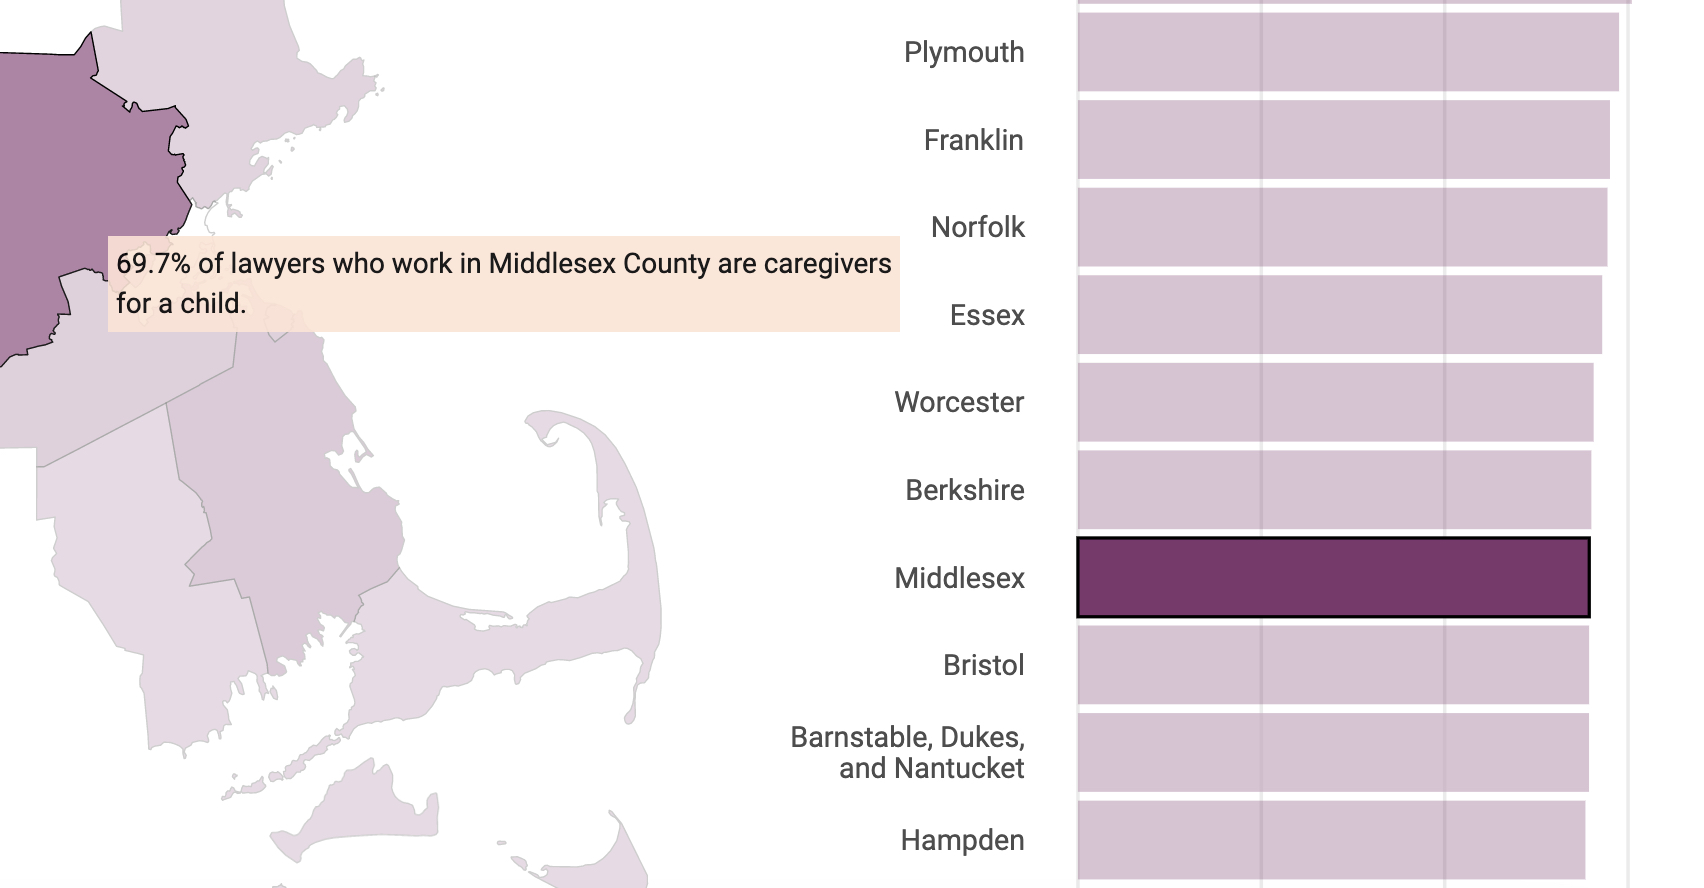 Plymouth
Franklin
Norfolk
69.7% of lawyers who work in Middlesex County are caregivers
for a child.
Essex
Worcester
Berkshire
Middlesex
Bristol
Barnstable, Dukes,
and Nantucket
Hampden